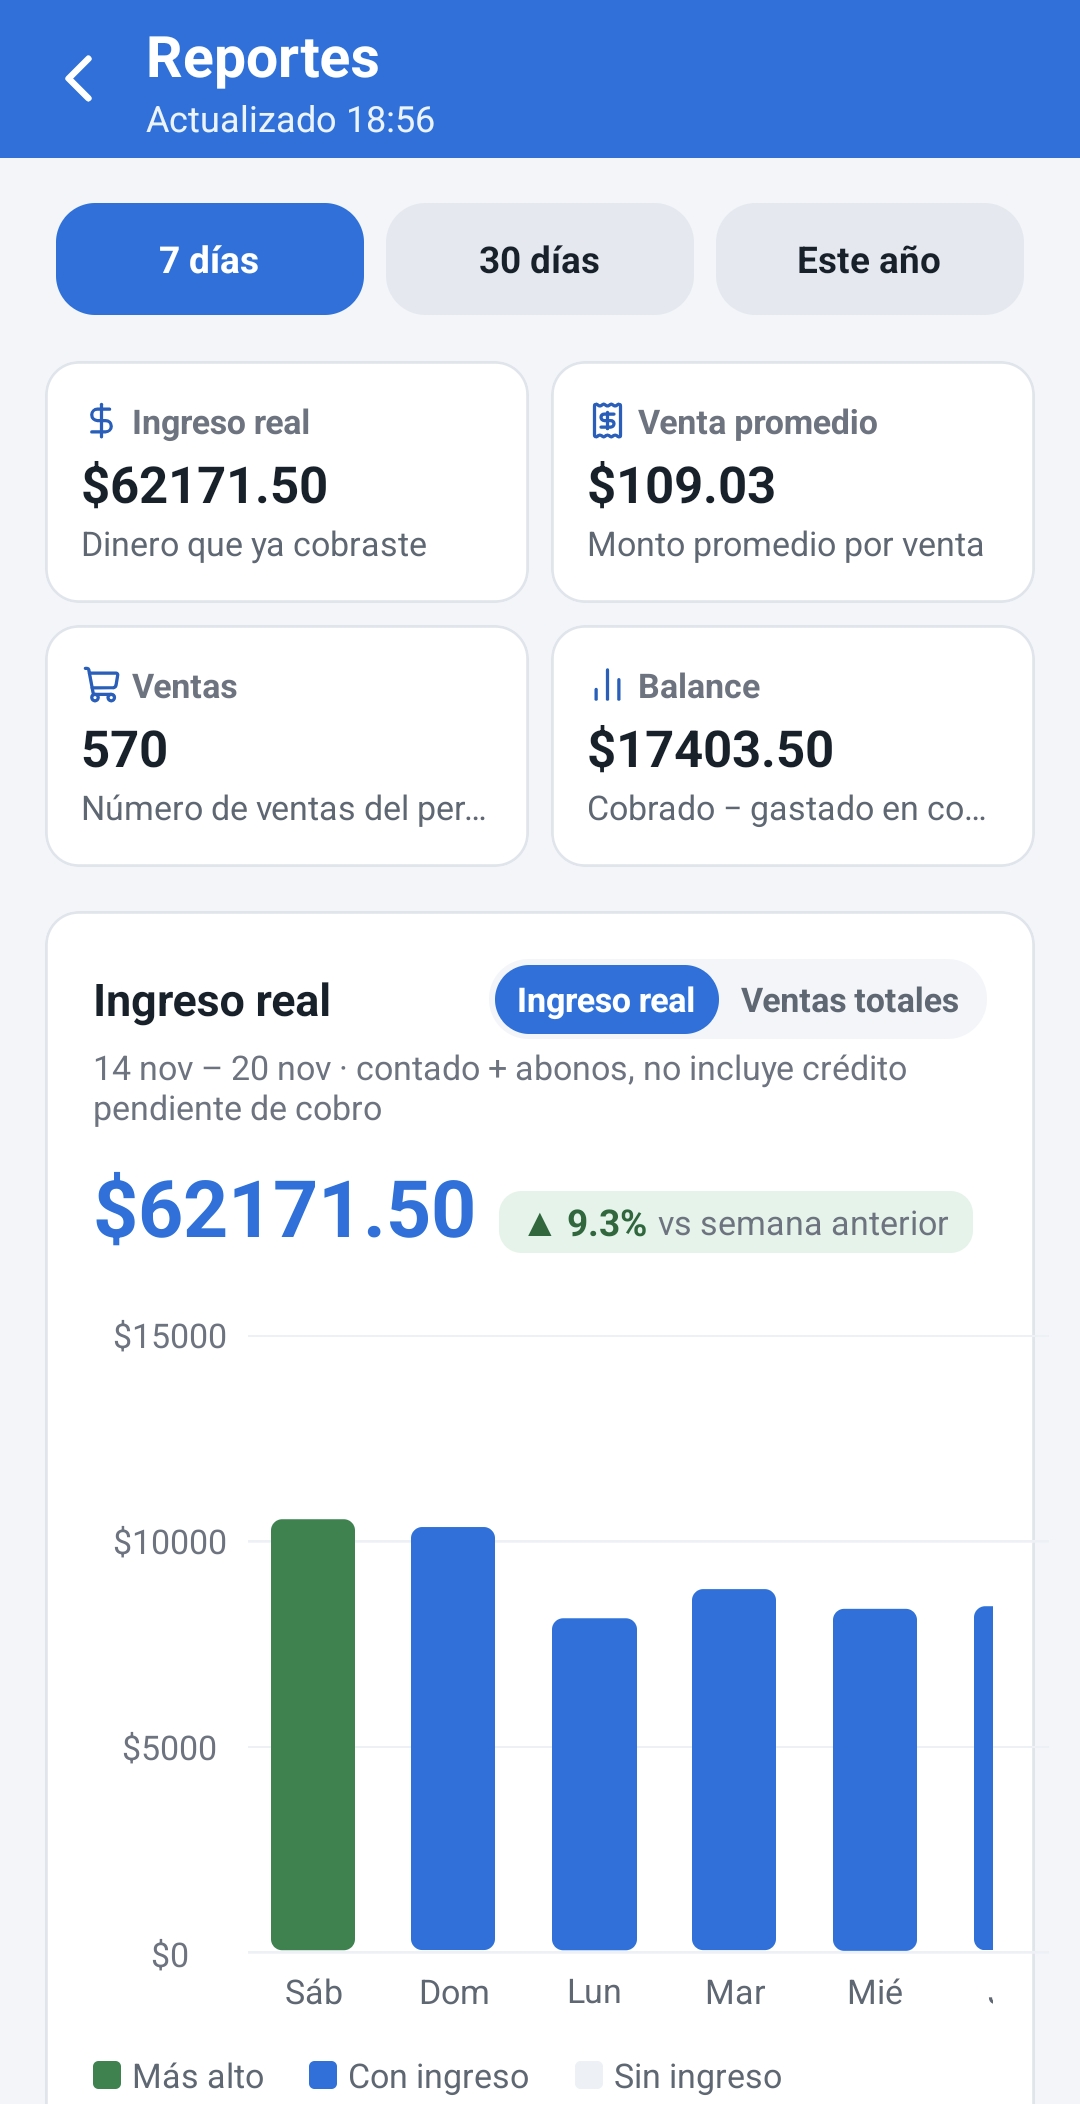 Reportes
Actualizado 18:56
7 días
30 días
Este año
Ingreso real
$62171.50
Dinero que ya cobraste
Venta promedio
$109.03
Monto promedio por venta
Ventas
570
Número de ventas del per...
Balance
$17403.50
Cobrado – gastado en co...
Ingreso real
Ingreso real
Ventas totales
14 nov – 20 nov · contado + abonos, no incluye crédito
pendiente de cobro
$62171.50
▲ 9.3% vs semana anterior
$15000
$10000
$5000
$0
Sáb
Dom
Lun
Mar
Mié
Más alto
Con ingreso
Sin ingreso